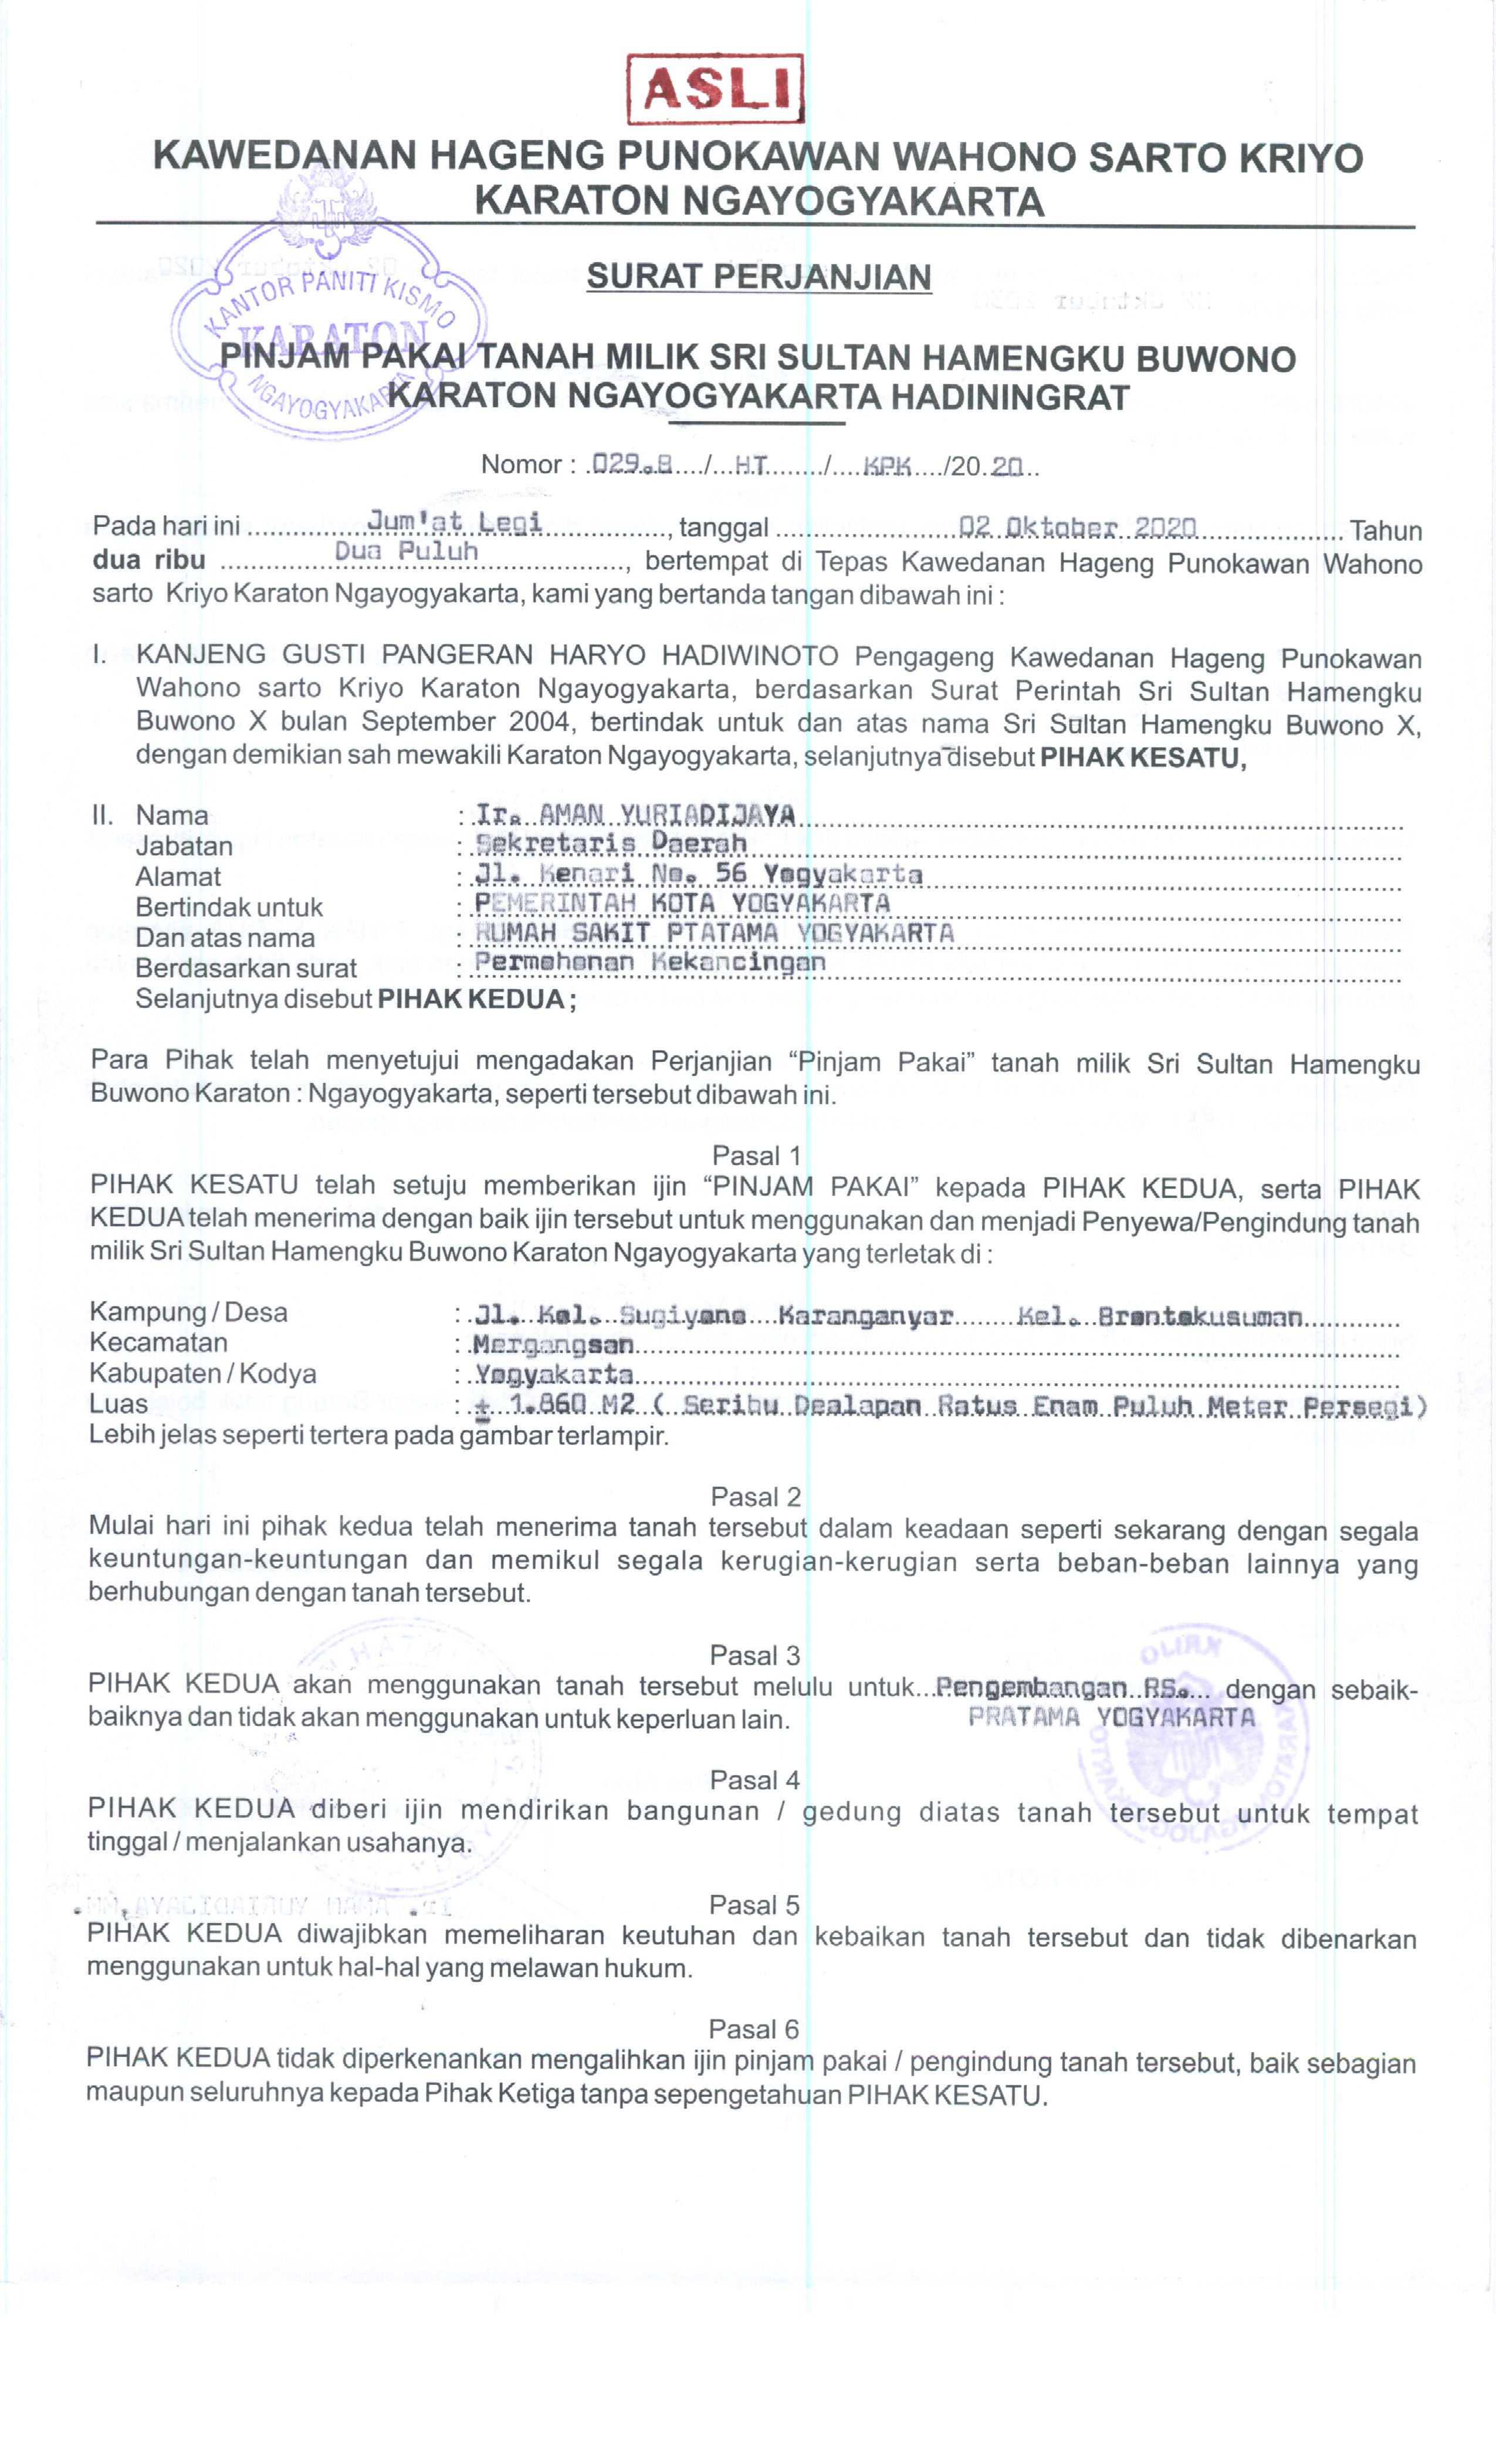 ASLI
KAWEDANAN HAGENG PUNOKAWAN WAHONO SARTO KRIYO
KARATON NGAYOGYAKARTA
KANTOR PANITI KISMO
KARATON
NGAYOGYAKARTA
SURAT PERJANJIAN
PINJAM PAKAI TANAH MILIK SRI SULTAN HAMENGKU BUWONO
KARATON NGAYOGYAKARTA HADININGRAT
Nomor : .029.B..../...HT......../....KPK..../20.20..
Pada hari ini ................Jum'at Legi................, tanggal ........................02 Oktober 2020.................... Tahun
dua ribu ...............Dua Puluh..................., bertempat di Tepas Kawedanan Hageng Punokawan Wahono
sarto Kriyo Karaton Ngayogyakarta, kami yang bertanda tangan dibawah ini :
I. KANJENG GUSTI PANGERAN HARYO HADIWINOTO Pengageng Kawedanan Hageng Punokawan
Wahono sarto Kriyo Karaton Ngayogyakarta, berdasarkan Surat Perintah Sri Sultan Hamengku
Buwono X bulan September 2004, bertindak untuk dan atas nama Sri Sultan Hamengku Buwono X,
dengan demikian sah mewakili Karaton Ngayogyakarta, selanjutnya disebut PIHAK KESATU,
II. Nama : Ir. AMAN YURIADIJAYA
Jabatan : Sekretaris Daerah
Alamat : Jl. Kenari No. 56 Yogyakarta
Bertindak untuk : PEMERINTAH KOTA YOGYAKARTA
Dan atas nama : RUMAH SAKIT PTATAMA YOGYAKARTA
Berdasarkan surat : Permohonan Kekancingan
Selanjutnya disebut PIHAK KEDUA ;
Para Pihak telah menyetujui mengadakan Perjanjian “Pinjam Pakai” tanah milik Sri Sultan Hamengku
Buwono Karaton : Ngayogyakarta, seperti tersebut dibawah ini.
Pasal 1
PIHAK KESATU telah setuju memberikan ijin “PINJAM PAKAI” kepada PIHAK KEDUA, serta PIHAK
KEDUA telah menerima dengan baik ijin tersebut untuk menggunakan dan menjadi Penyewa/Pengindung tanah
milik Sri Sultan Hamengku Buwono Karaton Ngayogyakarta yang terletak di :
Kampung / Desa : Jl. Kol. Sugiyono Karanganyar Kel. Brontokusuman
Kecamatan : Mergangsan
Kabupaten / Kodya : Yogyakarta
Luas : ± 1.860 M2 ( Seribu Dealapan Ratus Enam Puluh Meter Persegi)
Lebih jelas seperti tertera pada gambar terlampir.
Pasal 2
Mulai hari ini pihak kedua telah menerima tanah tersebut dalam keadaan seperti sekarang dengan segala
keuntungan-keuntungan dan memikul segala kerugian-kerugian serta beban-beban lainnya yang
berhubungan dengan tanah tersebut.
Pasal 3
PIHAK KEDUA akan menggunakan tanah tersebut melulu untuk...Pengembangan RS.... dengan sebaik-
baiknya dan tidak akan menggunakan untuk keperluan lain. PRATAMA YOGYAKARTA
Pasal 4
PIHAK KEDUA diberi ijin mendirikan bangunan / gedung diatas tanah tersebut untuk tempat
tinggal / menjalankan usahanya.
Pasal 5
PIHAK KEDUA diwajibkan memeliharan keutuhan dan kebaikan tanah tersebut dan tidak dibenarkan
menggunakan untuk hal-hal yang melawan hukum.
Pasal 6
PIHAK KEDUA tidak diperkenankan mengalihkan ijin pinjam pakai / pengindung tanah tersebut, baik sebagian
maupun seluruhnya kepada Pihak Ketiga tanpa sepengetahuan PIHAK KESATU.